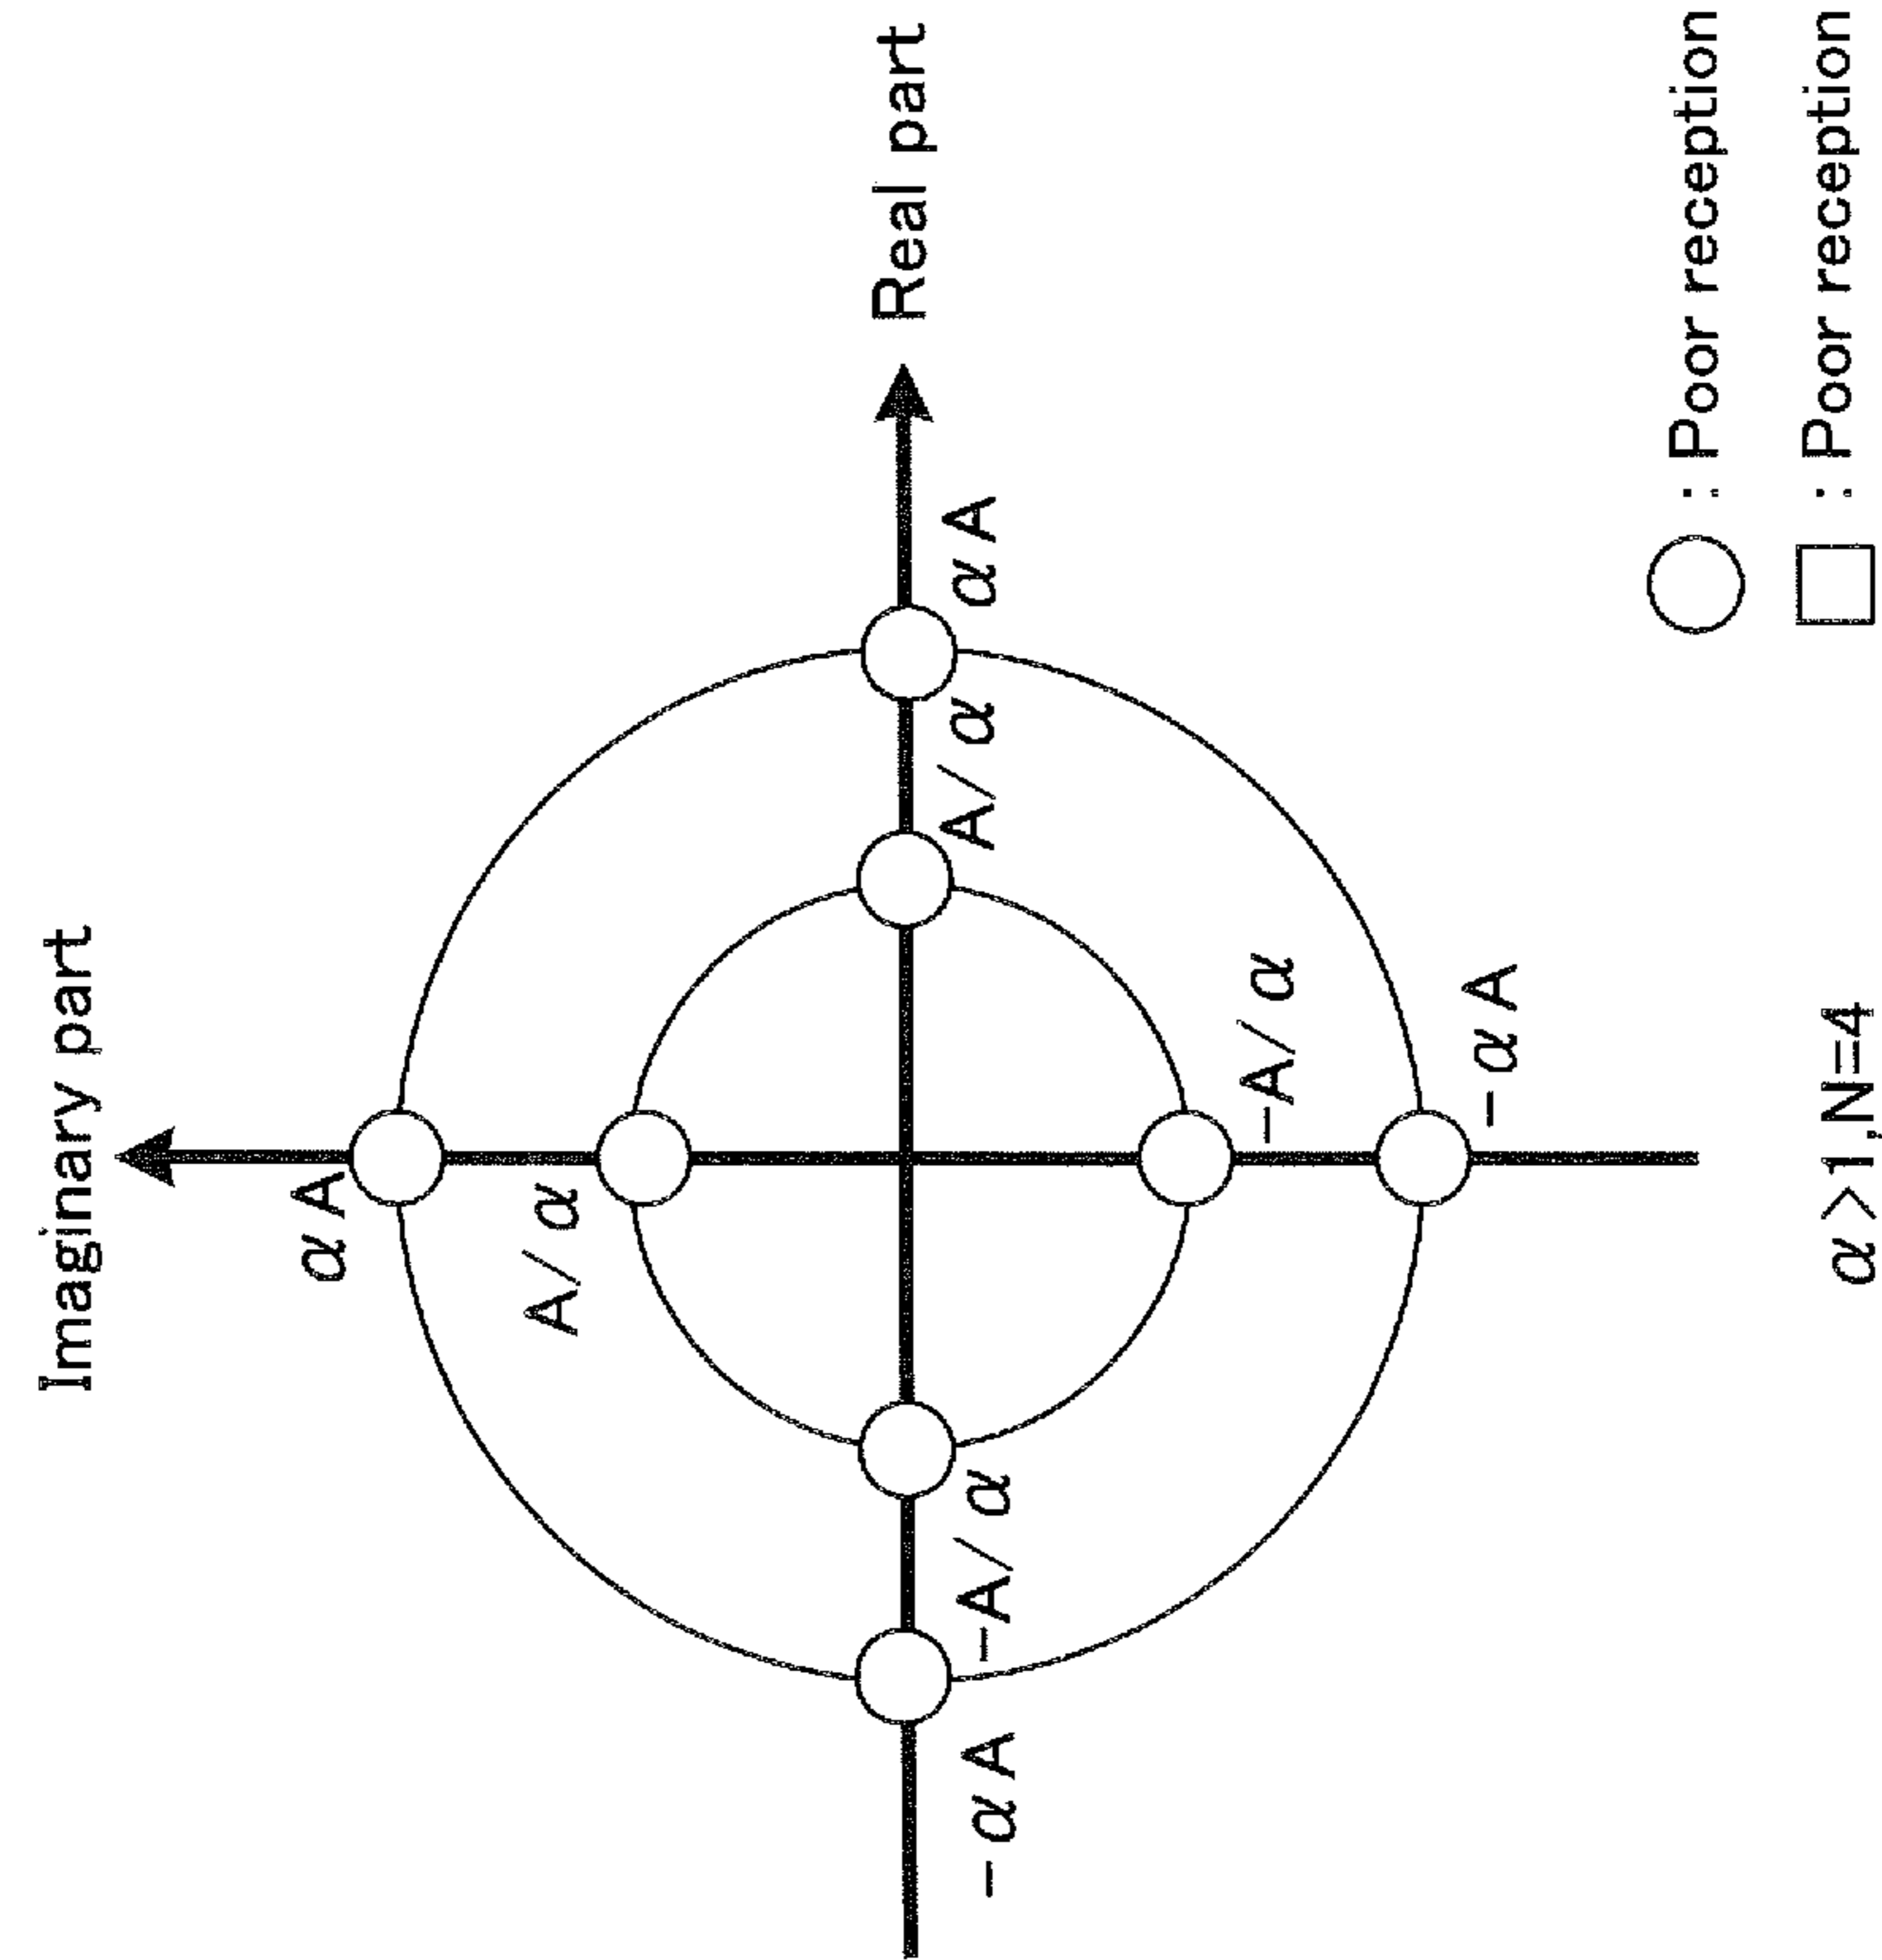 Imaginary part
αA
A/α
Real part
-αA
-A/α
A/α
αA
-A/α
-αA
: Poor reception
: Poor reception
α>1,N=4